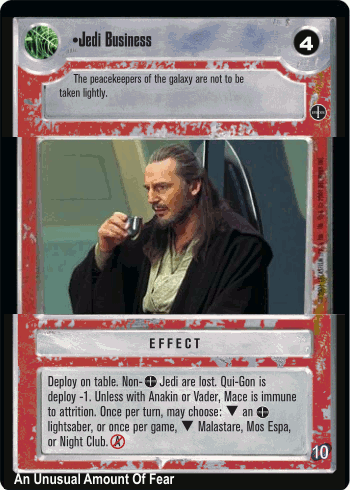 •Jedi Business
4
The peacekeepers of the galaxy are not to be
taken lightly.
EFFECT
Deploy on table. Non- Jedi are lost. Qui-Gon is
deploy -1. Unless with Anakin or Vader, Mace is immune
to attrition. Once per turn, may choose: ▼ an
lightsaber, or once per game, ▼ Malastare, Mos Espa,
or Night Club. A
10
An Unusual Amount Of Fear